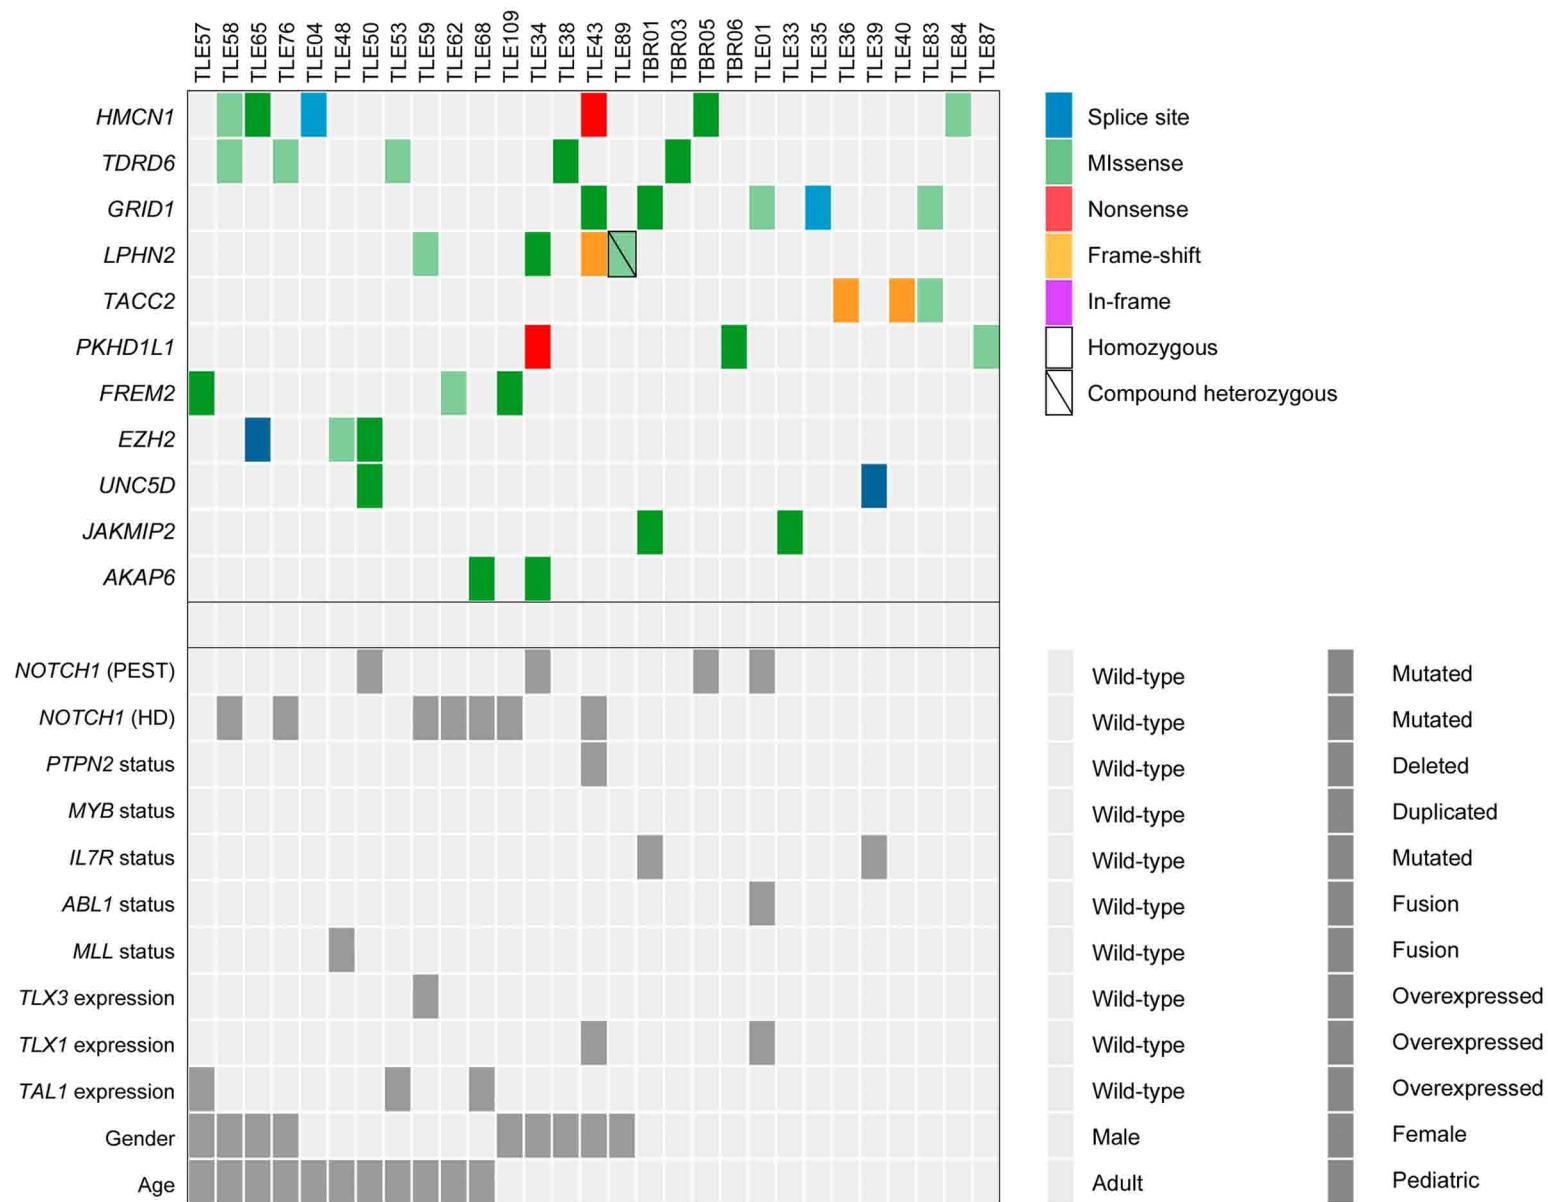 TLE57 TLE58 TLE65 TLE76 TLE04 TLE48 TLE50 TLE53 TLE59 TLE62 TLE68 TLE109 TLE34 TLE38 TLE43 TLE89 TBR01 TBR03 TBR05 TBR06 TLE01 TLE33 TLE35 TLE36 TLE39 TLE40 TLE83 TLE84 TLE87
HMCN1
TDRD6
GRID1
LPHN2
TACC2
PKHD1L1
FREM2
EZH2
UNC5D
JAKMIP2
AKAP6
Splice site
MIssense
Nonsense
Frame-shift
In-frame
Homozygous
Compound heterozygous
NOTCH1 (PEST) Wild-type Mutated
NOTCH1 (HD) Wild-type Mutated
PTPN2 status Wild-type Deleted
MYB status Wild-type Duplicated
IL7R status Wild-type Mutated
ABL1 status Wild-type Fusion
MLL status Wild-type Fusion
TLX3 expression Wild-type Overexpressed
TLX1 expression Wild-type Overexpressed
TAL1 expression Wild-type Overexpressed
Gender Male Female
Age Adult Pediatric